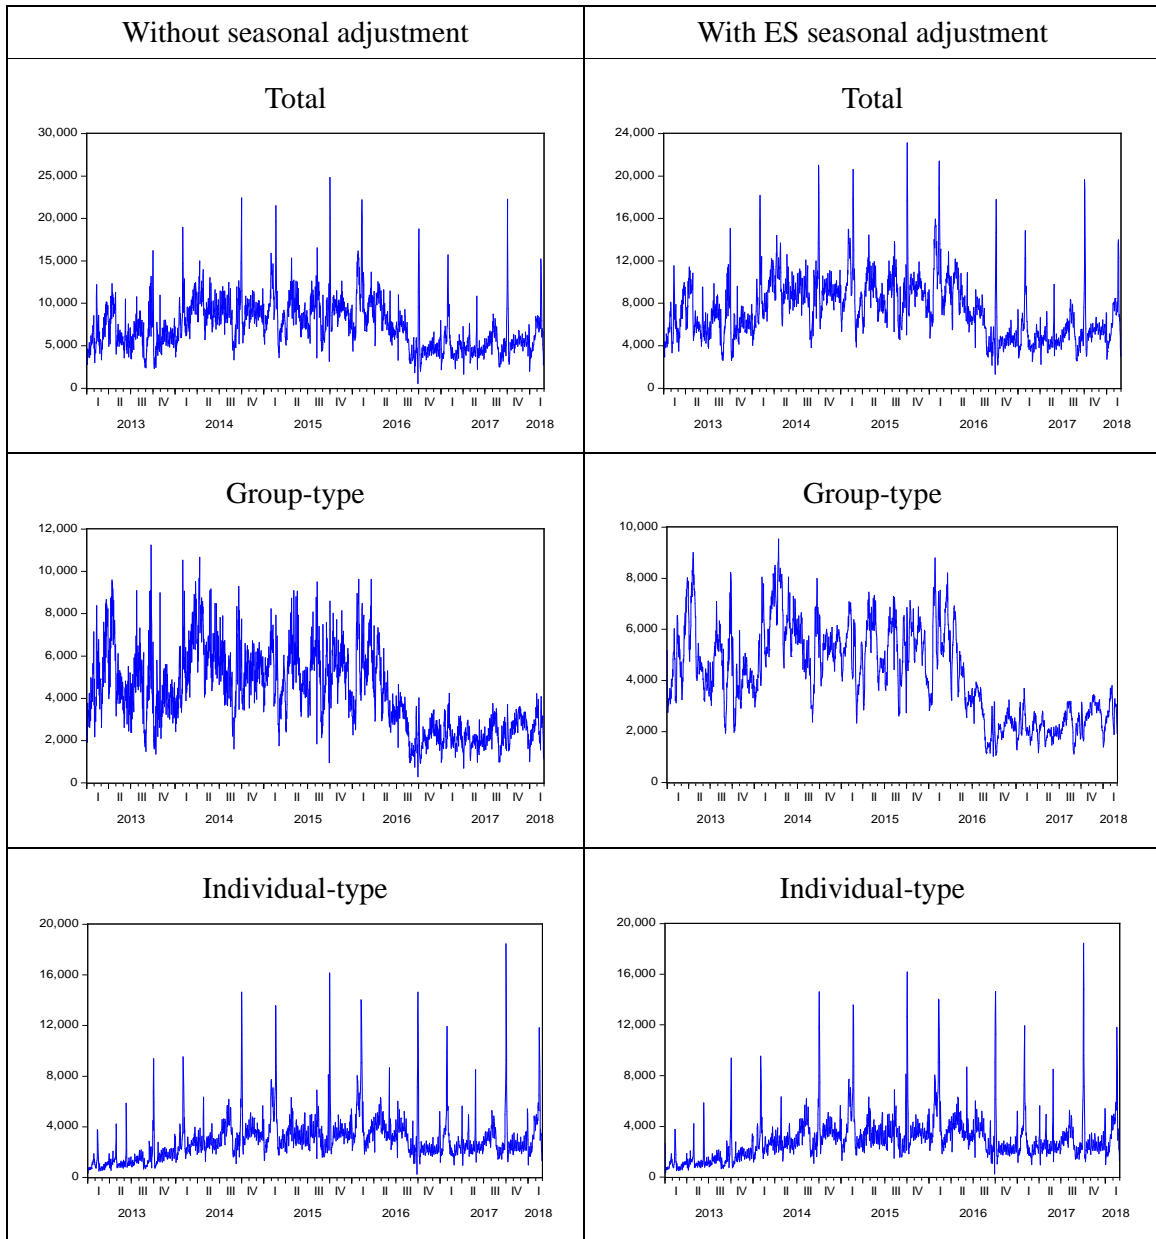 Without seasonal adjustment
With ES seasonal adjustment
Total
30,000
25,000
20,000
15,000
10,000
5,000
0
I II III IV I II III IV I II III IV I II III IV I II III IV I
2013 2014 2015 2016 2017 2018
Total
24,000
20,000
16,000
12,000
8,000
4,000
0
I II III IV I II III IV I II III IV I II III IV I II III IV I
2013 2014 2015 2016 2017 2018
Group-type
12,000
10,000
8,000
6,000
4,000
2,000
0
I II III IV I II III IV I II III IV I II III IV I II III IV I
2013 2014 2015 2016 2017 2018
Group-type
10,000
8,000
6,000
4,000
2,000
0
I II III IV I II III IV I II III IV I II III IV I II III IV I
2013 2014 2015 2016 2017 2018
Individual-type
20,000
16,000
12,000
8,000
4,000
0
I II III IV I II III IV I II III IV I II III IV I II III IV I
2013 2014 2015 2016 2017 2018
Individual-type
20,000
16,000
12,000
8,000
4,000
0
I II III IV I II III IV I II III IV I II III IV I II III IV I
2013 2014 2015 2016 2017 2018